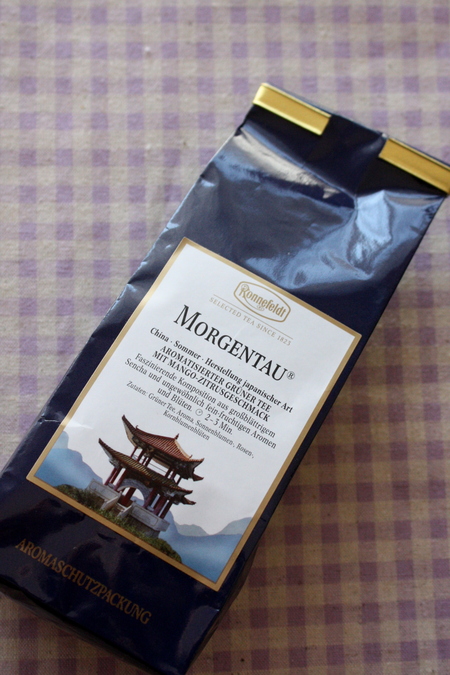 Ronnefeldt
SELECTED TEA SINCE 1823
MORGENTAU®
China · Sommer · Herstellung japanischer Art
AROMATISIERTER GRÜNER TEE
MIT MANGO-ZITRUSGESCHMACK
Faszinierende Komposition aus großblättrigem
Sencha und ungewöhnlich fein-fruchtigen Aromen
und Blüten. 2-3 Min.
Zutaten: Grüner Tee, Aroma, Sonnenblumen-, Rosen-,
Kornblumenblüten
AROMASCHUTZPACKUNG